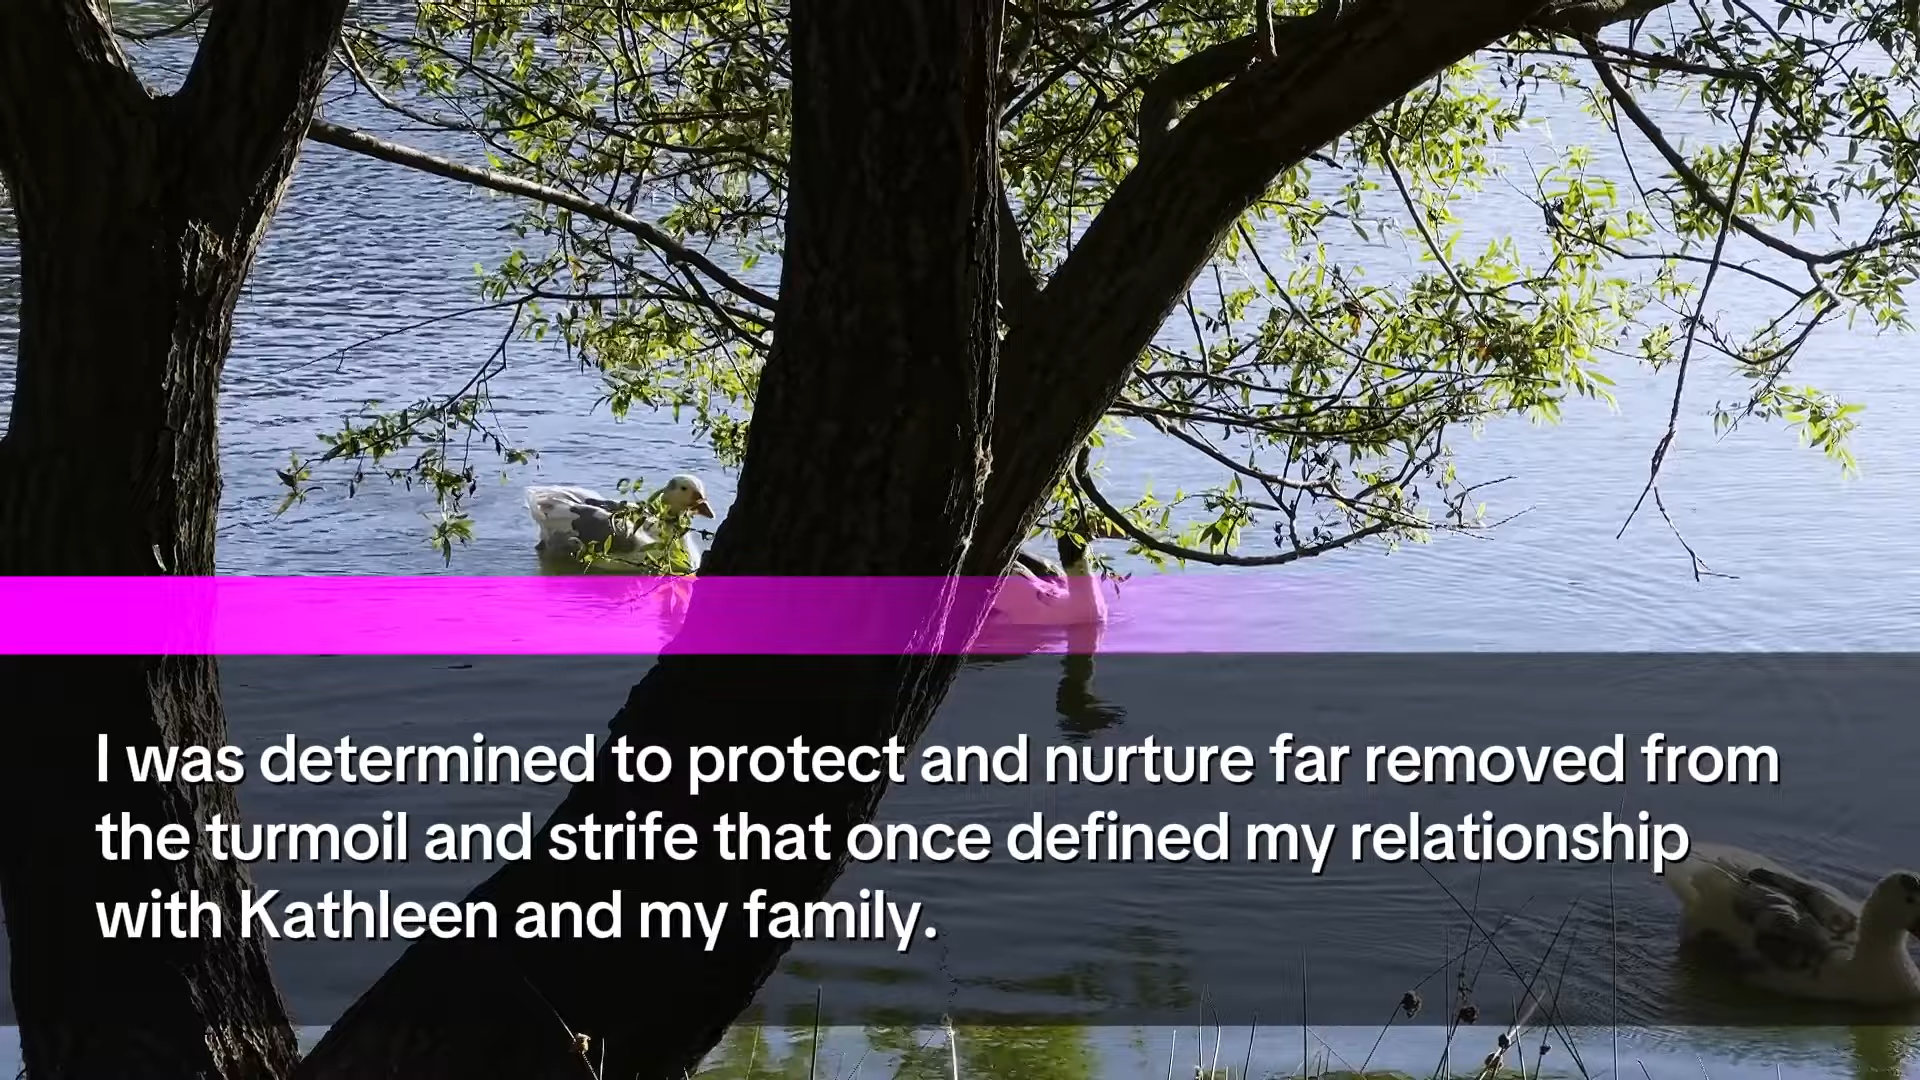 I was determined to protect and nurture far removed from
the turmoil and strife that once defined my relationship
with Kathleen and my family.